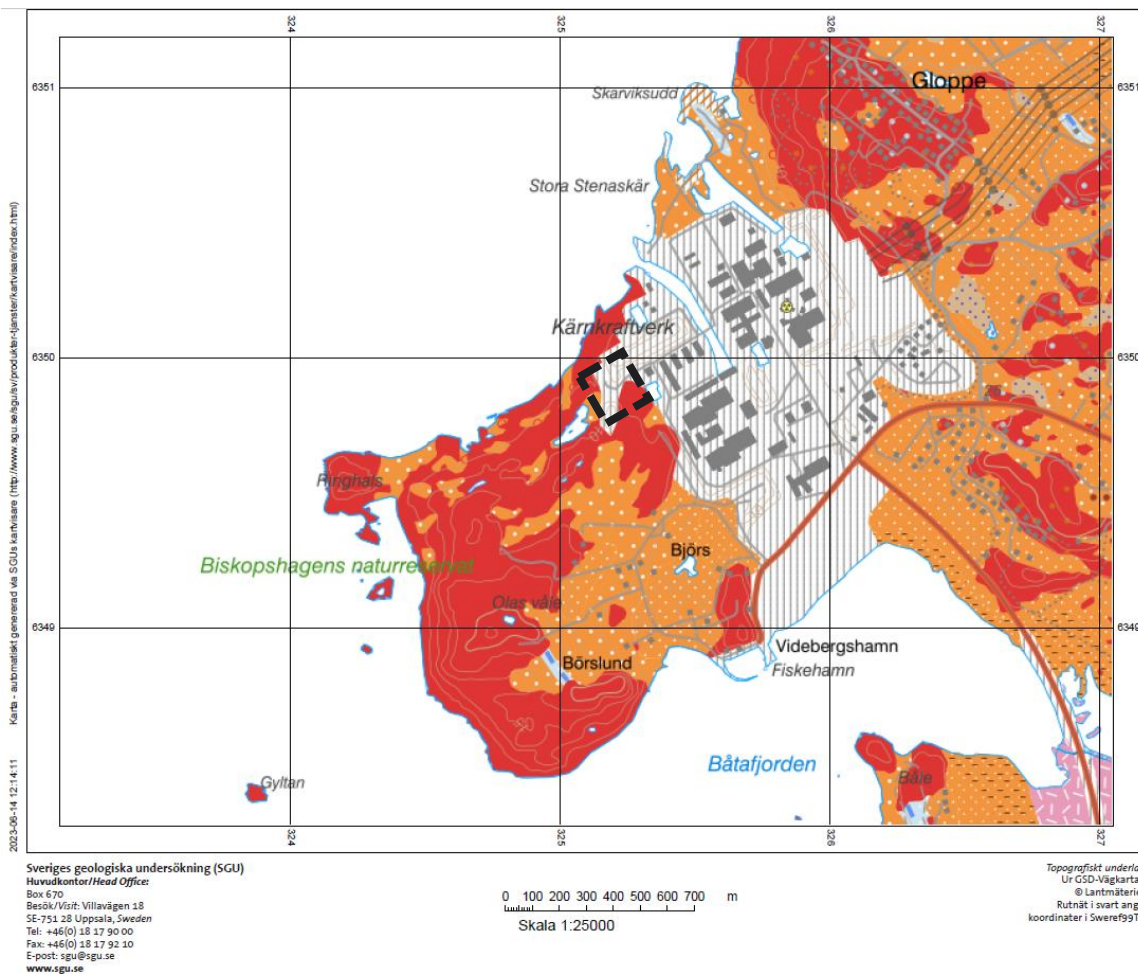 324
325
326
327
6351
6351
Gloppe
Skarviksudd
Stora Stenaskär
Kärnkraftverk
6350
6350
Ringhals
Björs
Biskopshagens naturreservat
Olas våle
6349
6349
Videbergshamn
Börslund
Fiskehamn
Båtafjorden
Gyltan
Båle
324
325
326
327
2023-06-14 12:14:11 Karta - automatiskt genererad via SGUs kartvisare (http://www.sgu.se/sgu/sv/produkter-tjanster/kartvisare/index.html)
Sveriges geologiska undersökning (SGU)
Huvudkontor/Head Office:
Box 670
Besök/Visit: Villavägen 18
SE-751 28 Uppsala, Sweden
Tel: +46(0) 18 17 90 00
Fax: +46(0) 18 17 92 10
E-post: sgu@sgu.se
www.sgu.se
0 100 200 300 400 500 600 700 m
Skala 1:25000
Topografiskt underla
Ur GSD-Vägkarta
© Lantmäterie
Rutnät i svart ang
koordinater i Sweref99T